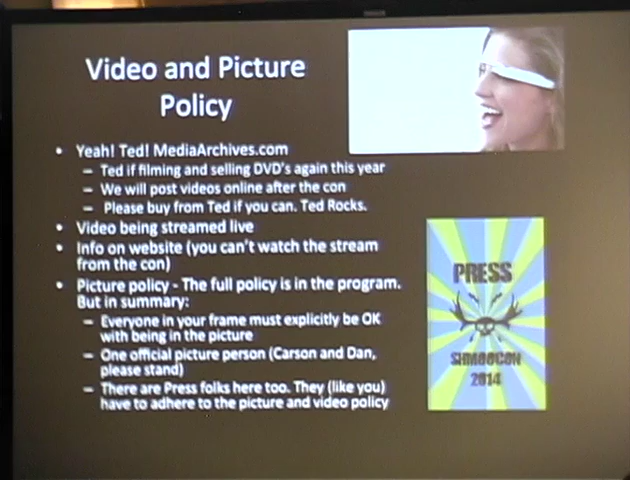 Video and Picture
Policy
• Yeah! Ted! MediaArchives.com
– Ted if filming and selling DVD's again this year
– We will post videos online after the con
– Please buy from Ted if you can. Ted Rocks.
• Video being streamed live
• Info on website (you can't watch the stream
from the con)
• Picture policy - The full policy is in the program.
But in summary:
– Everyone in your frame must explicitly be OK
with being in the picture
– One official picture person (Carson and Dan,
please stand)
– There are Press folks here too. They (like you)
have to adhere to the picture and video policy
PRESS
SHMOOCON
2014